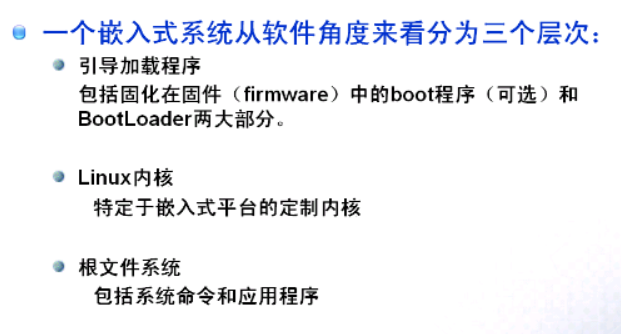 一个嵌入式系统从软件角度来看分为三个层次：
引导加载程序
包括固化在固件（firmware）中的boot程序（可选）和
BootLoader两大部分。
Linux内核
特定于嵌入式平台的定制内核
根文件系统
包括系统命令和应用程序